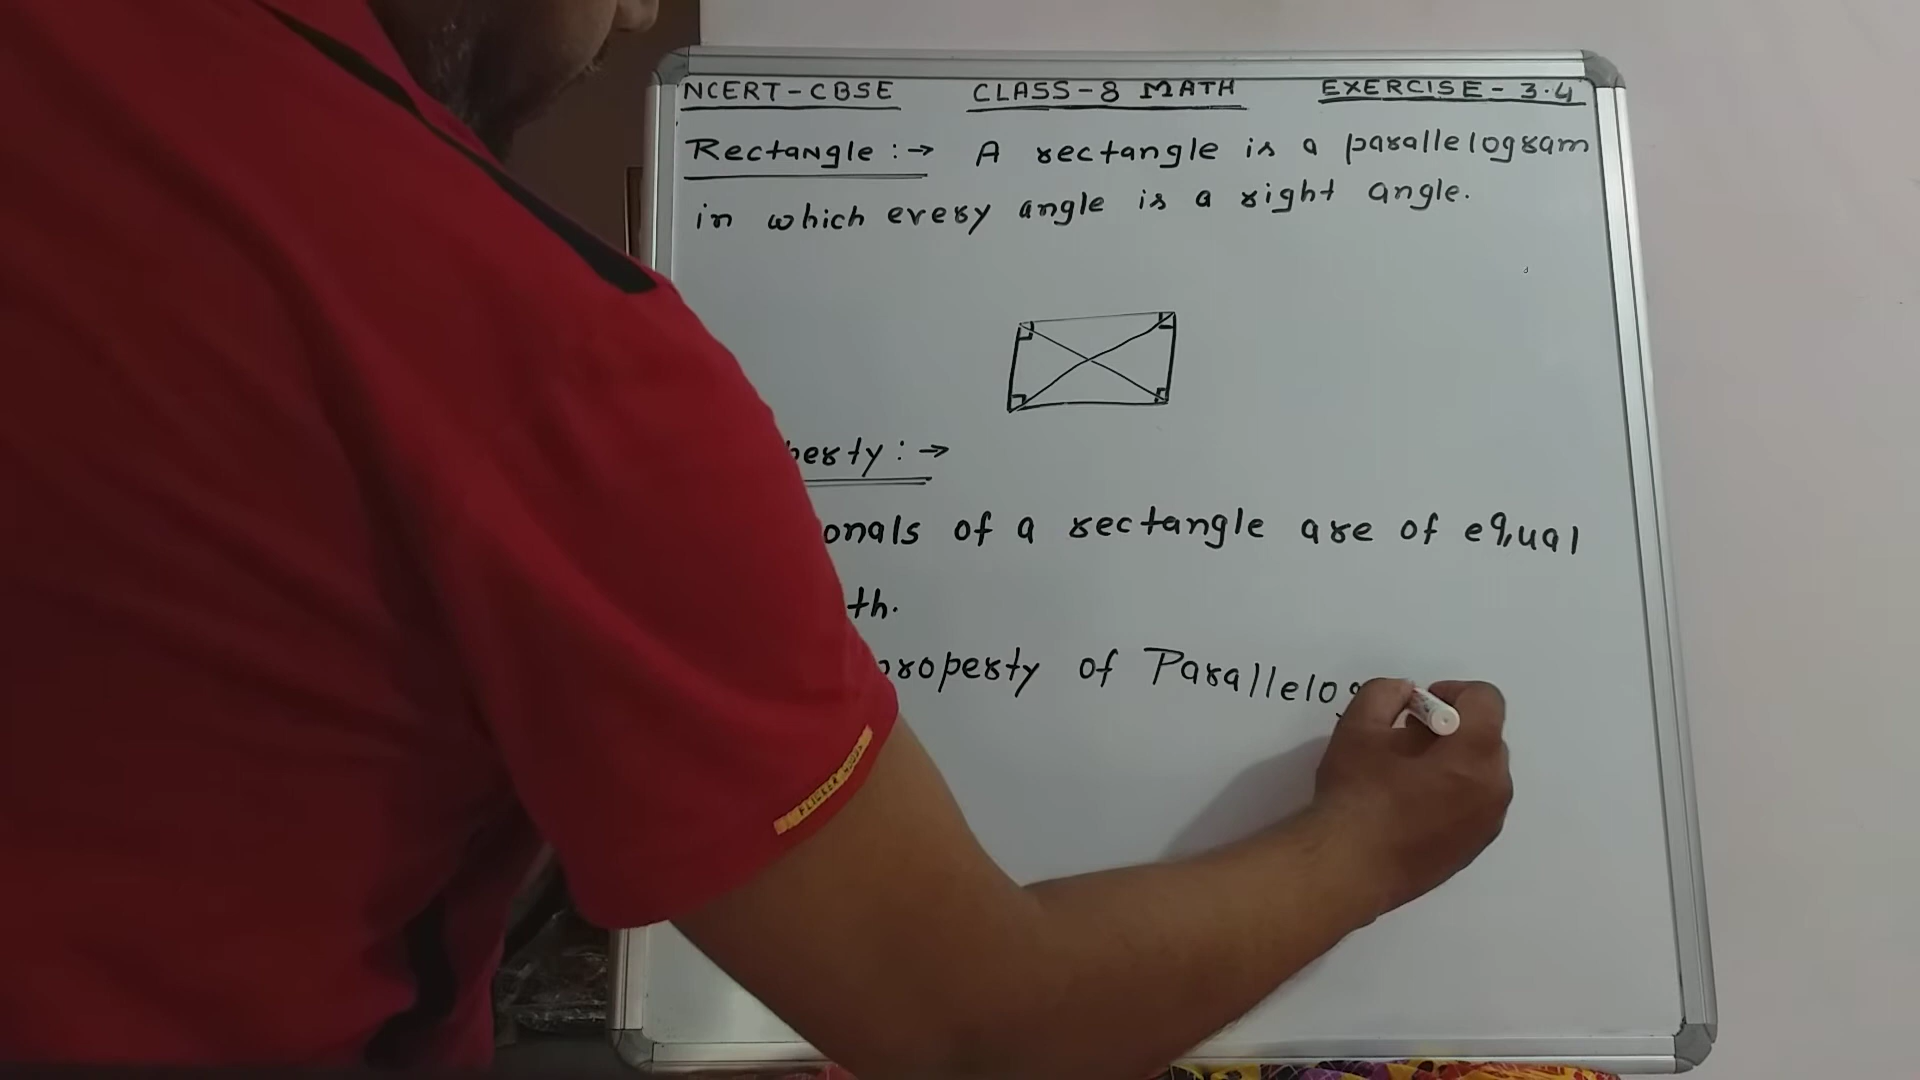 NCERT-CBSE CLASS-8 MATH EXERCISE-3.4
Rectangle :→ A rectangle is a parallelogram
in which every angle is a right angle.
perty :→
onals of a rectangle are of equal
th.
property of Parallelog